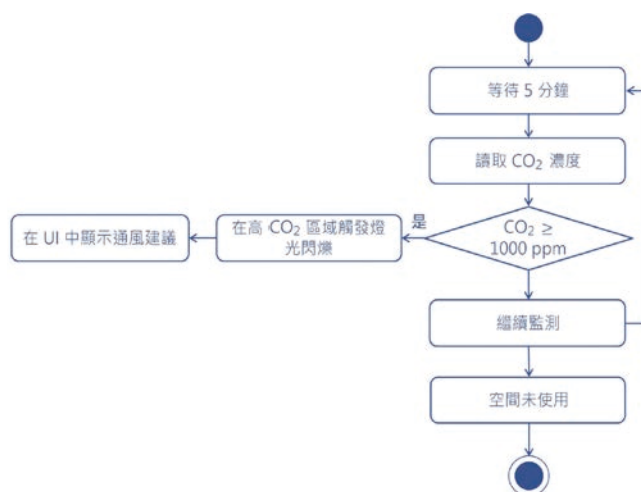 等待 5 分鐘
讀取 CO₂ 濃度
CO₂ ≥
1000 ppm
是
在高 CO₂ 區域觸發燈
光閃爍
在 UI 中顯示通風建議
繼續監測
空間未使用